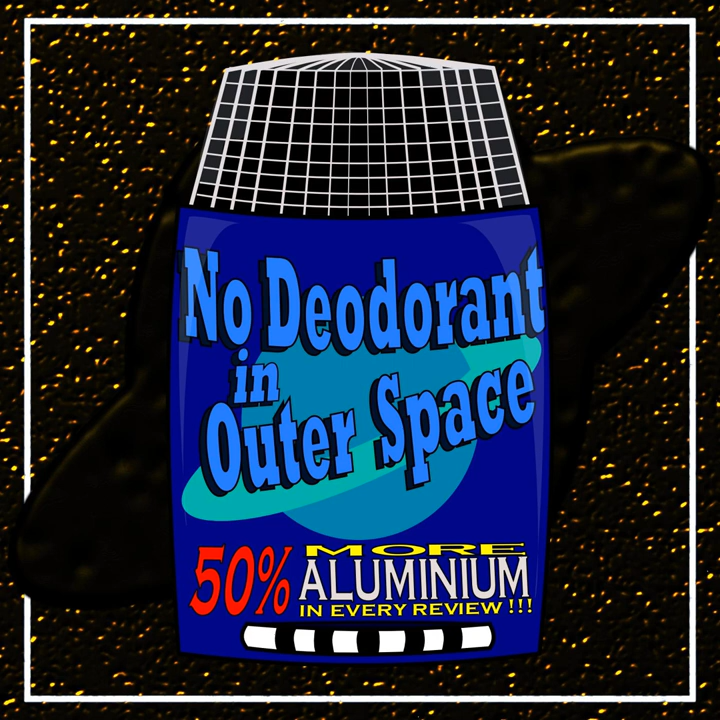 No Deodorant
in
Outer Space
50% MORE
ALUMINIUM
IN EVERY REVIEW !!!